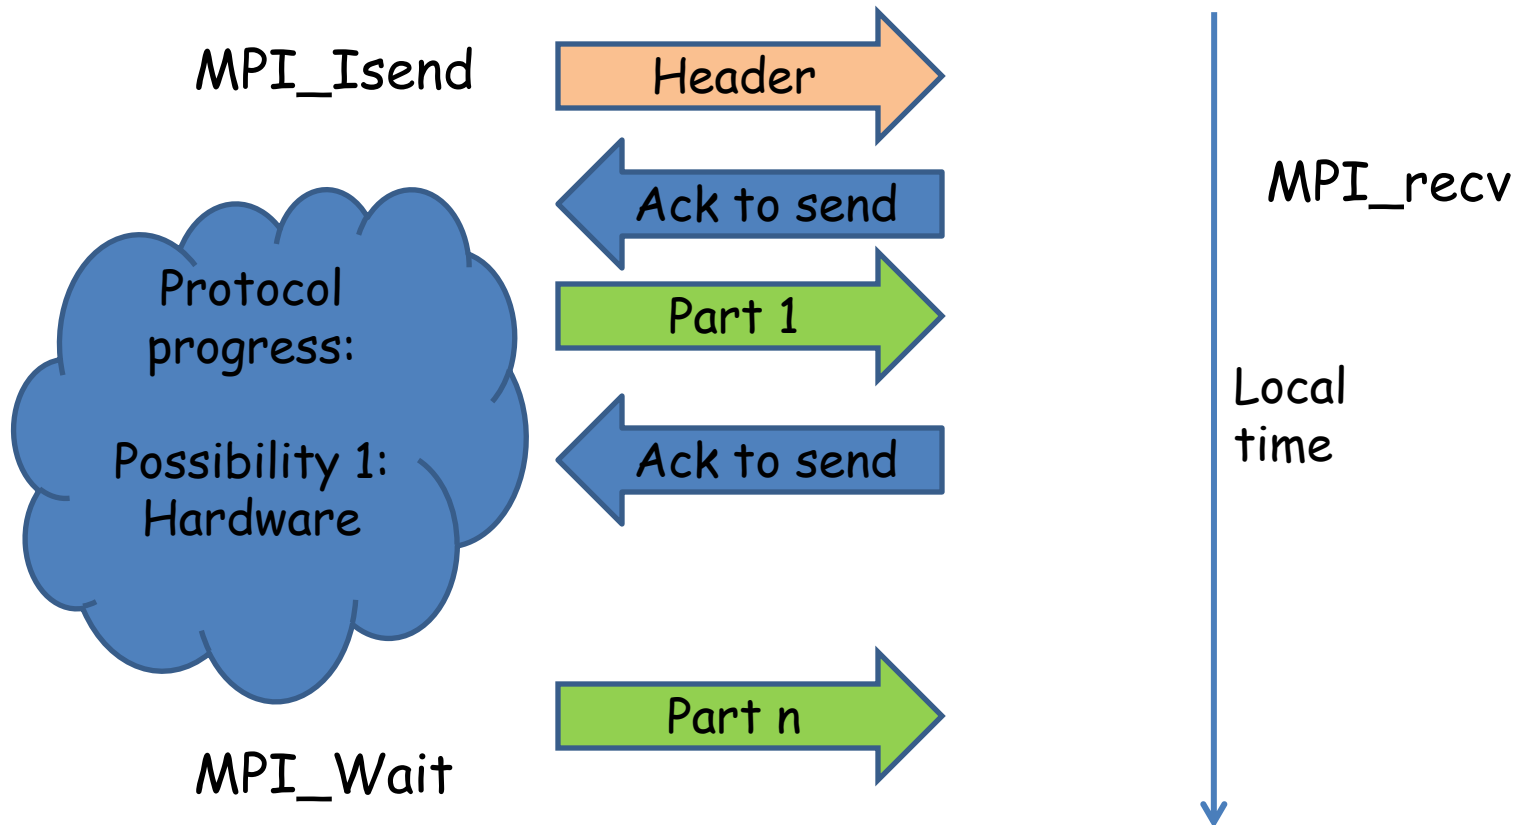 MPI_Isend
Header
Ack to send
MPI_recv
Protocol
progress:
Part 1
Local
time
Possibility 1:
Hardware
Ack to send
Part n
MPI_Wait